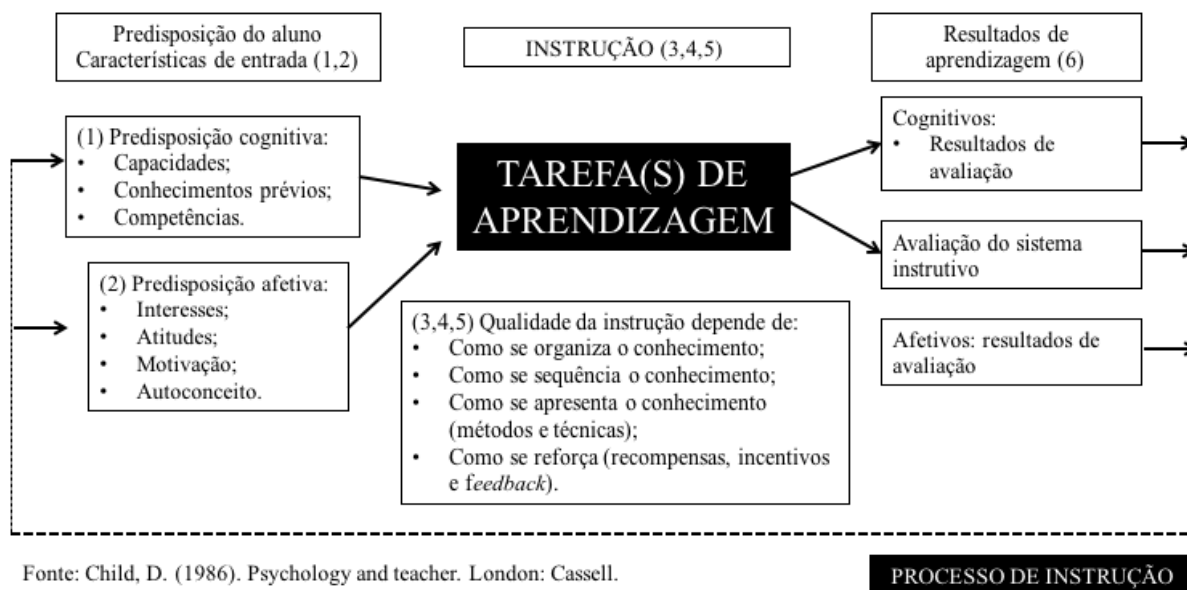 Predisposição do aluno
Características de entrada (1,2)
INSTRUÇÃO (3,4,5)
Resultados de
aprendizagem (6)
(1) Predisposição cognitiva:
• Capacidades;
• Conhecimentos prévios;
• Competências.
(2) Predisposição afetiva:
• Interesses;
• Atitudes;
• Motivação;
• Autoconceito.
TAREFA(S) DE
APRENDIZAGEM
(3,4,5) Qualidade da instrução depende de:
• Como se organiza o conhecimento;
• Como se sequência o conhecimento;
• Como se apresenta o conhecimento
(métodos e técnicas);
• Como se reforça (recompensas, incentivos
e feedback).
Cognitivos:
• Resultados de
avaliação
Avaliação do sistema
instrutivo
Afetivos: resultados de
avaliação
Fonte: Child, D. (1986). Psychology and teacher. London: Cassell.
PROCESSO DE INSTRUÇÃO